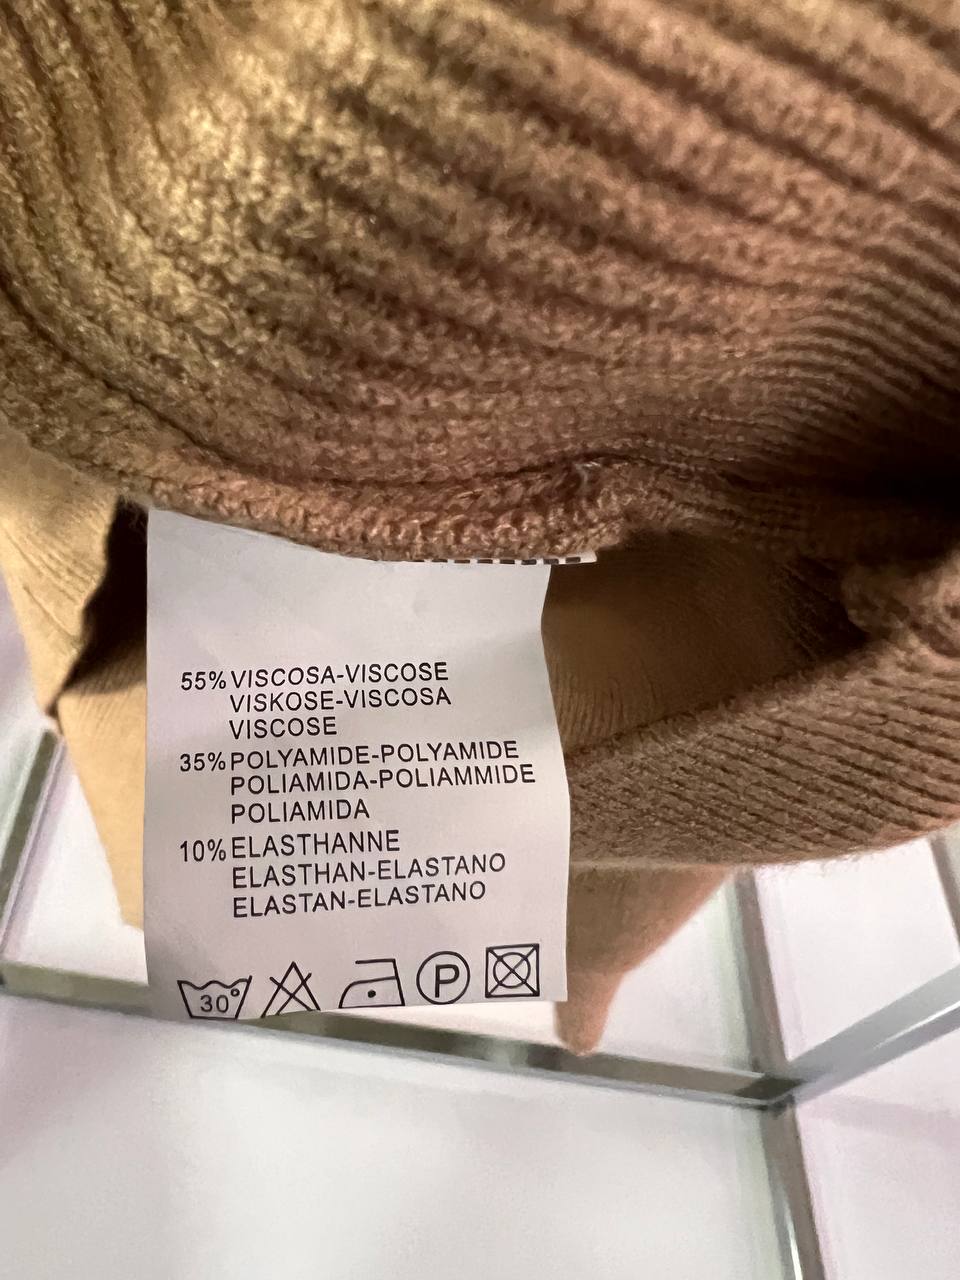 55% VISCOSA-VISCOSE
VISKOSE-VISCOSA
VISCOSE
35% POLYAMIDE-POLYAMIDE
POLIAMIDA-POLIAMMIDE
POLIAMIDA
10% ELASTHANNE
ELASTHAN-ELASTANO
ELASTAN-ELASTANO
30° P